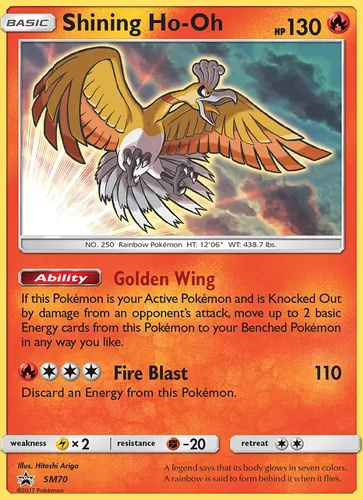 BASIC Shining Ho-Oh HP 130
NO. 250 Rainbow Pokémon HT: 12'06" WT: 438.7 lbs.
Ability Golden Wing
If this Pokémon is your Active Pokémon and is Knocked Out
by damage from an opponent's attack, move up to 2 basic
Energy cards from this Pokémon to your Benched Pokémon
in any way you like.
Fire Blast 110
Discard an Energy from this Pokémon.
weakness ×2 resistance -20 retreat
Illus. Hitoshi Ariga
A legend says that its body glows in seven colors.
SM70
A rainbow is said to form behind it when it flies.
©2017 Pokémon